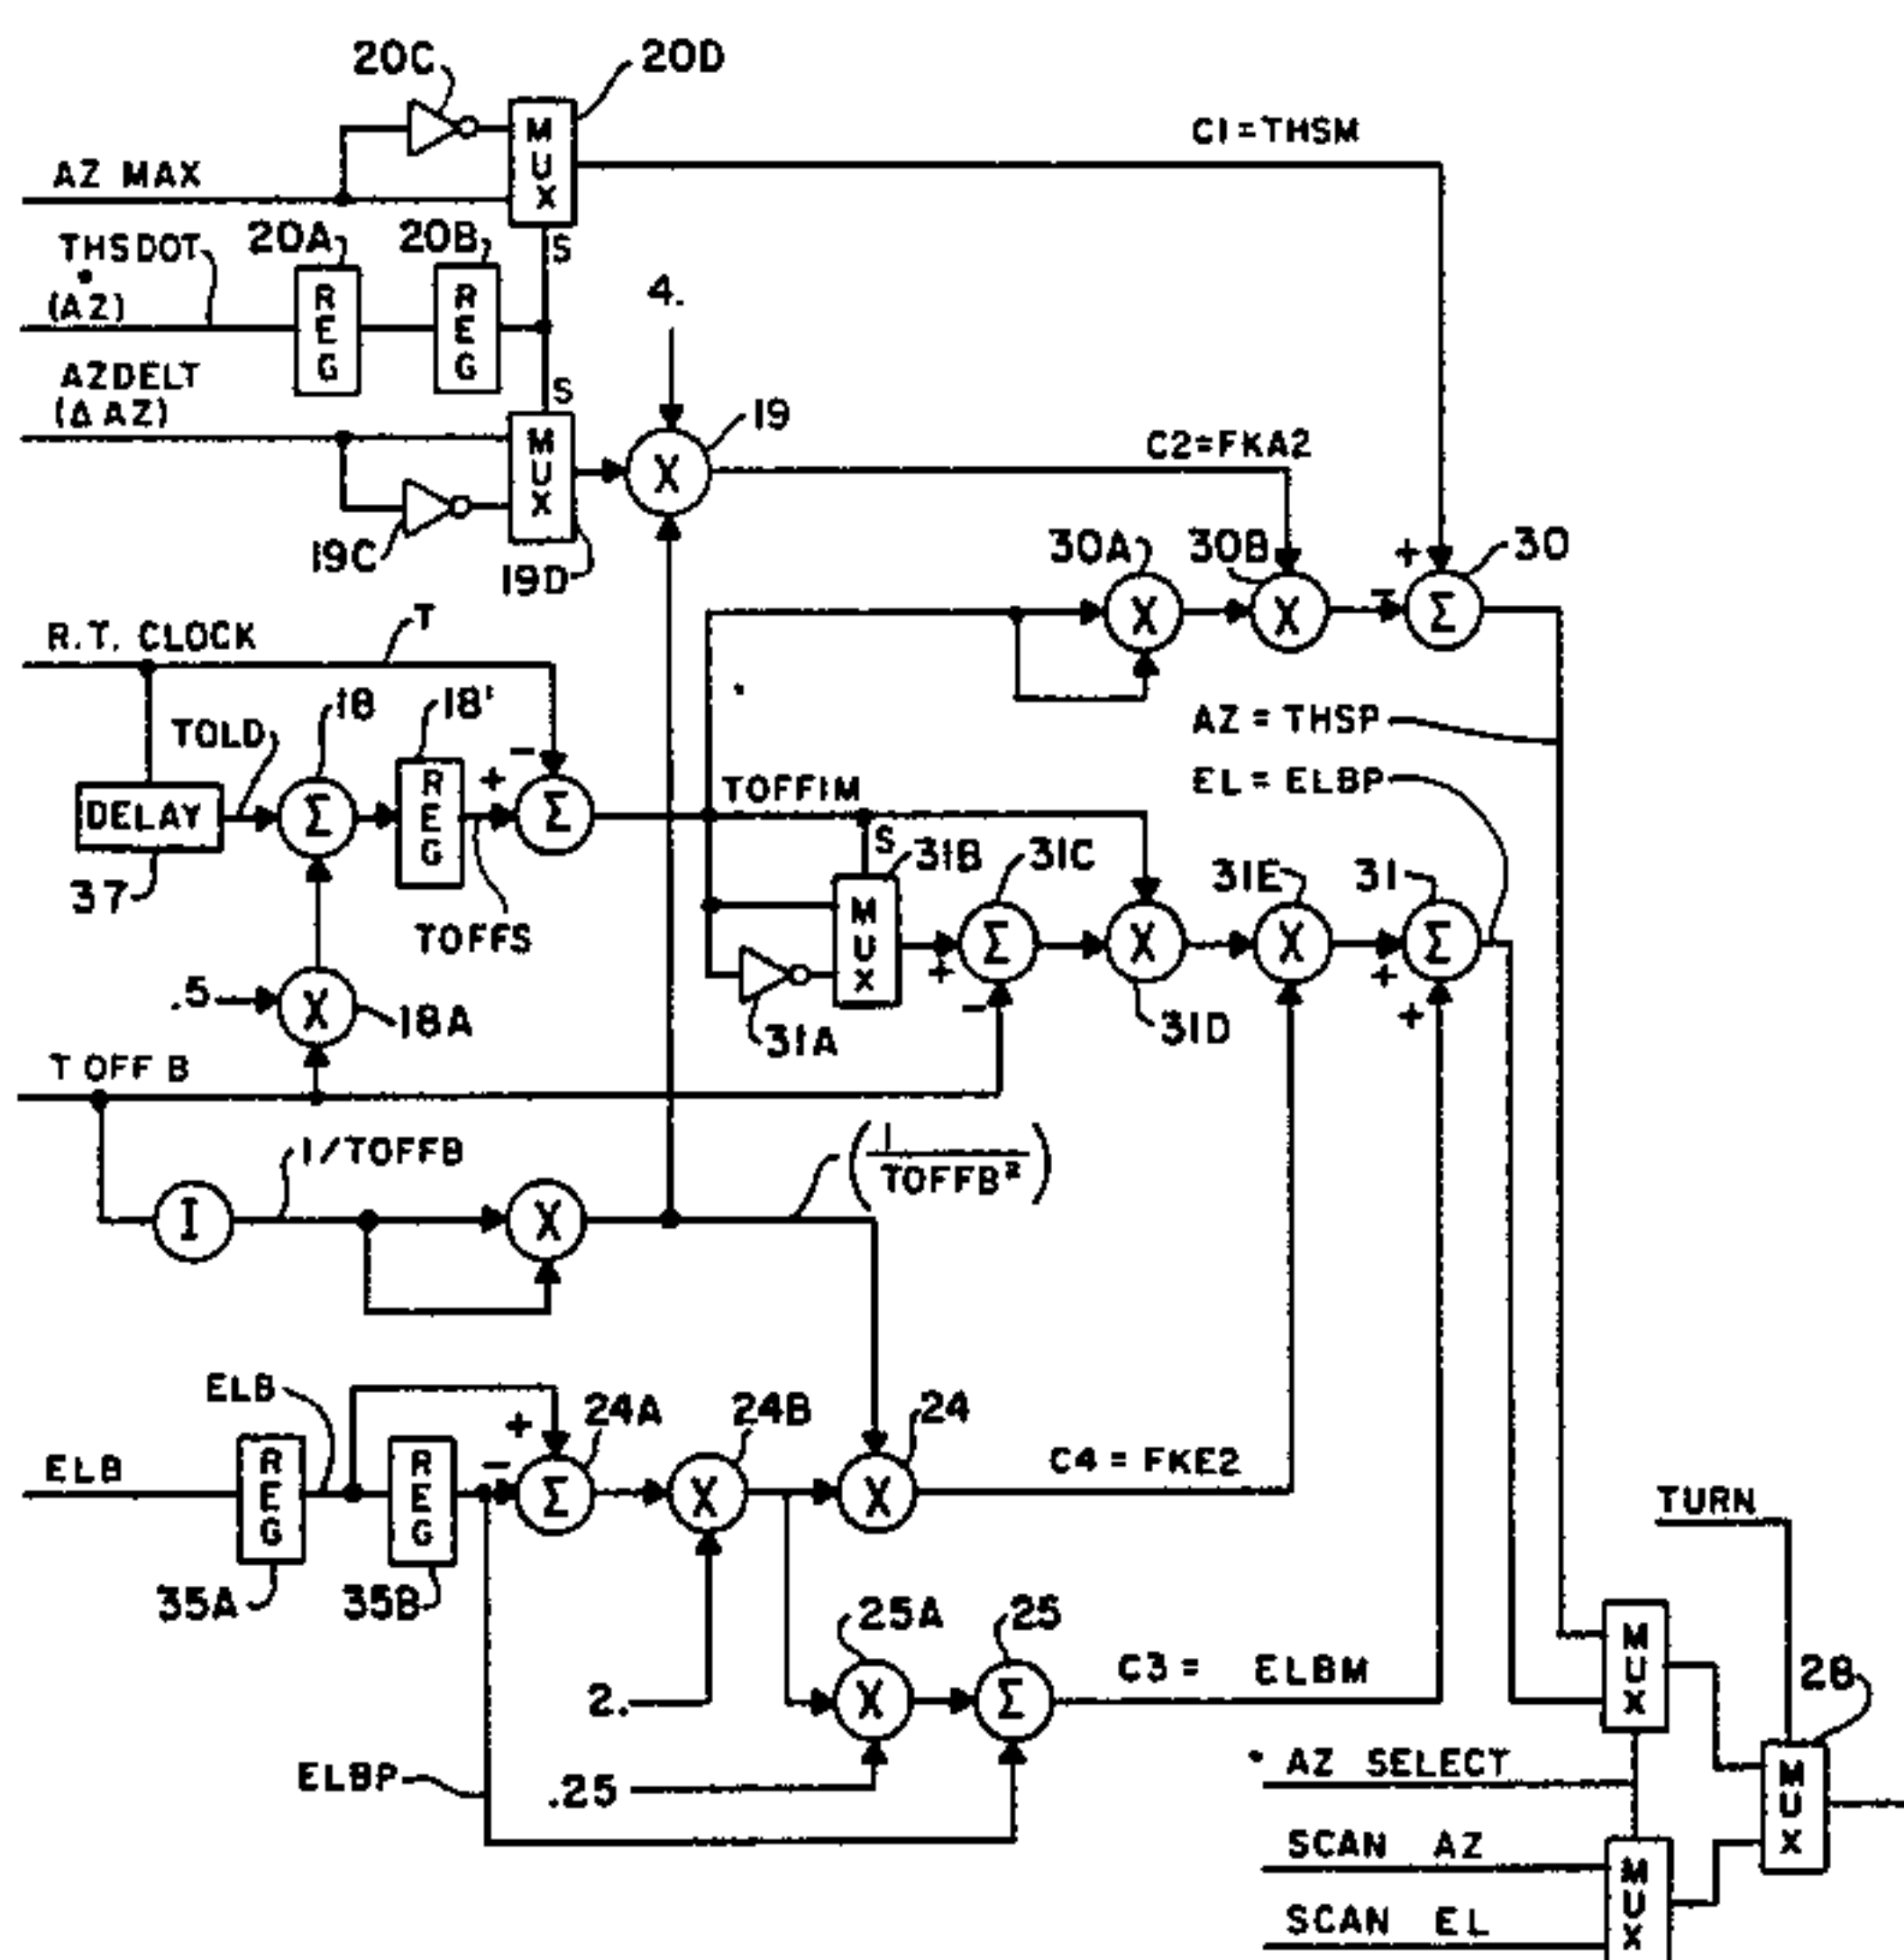 20C
20D
MUX
C1=THSM
AZ MAX
THSDOT
(AZ)
20A
20B
REG
REG
S
4.
AZDELT
(Δ AZ)
S
MUX
19
X
C2=FKA2
19C
19D
30A
30B
+
30
X
X
-
Σ
R.T. CLOCK
T
18
18'
TOLD
AZ = THSP
DELAY
Σ
REG
+
-
Σ
TOFFIM
EL = ELBP
37
TOFFS
S
31B
31C
31E
31
MUX
Σ
X
X
Σ
+
-
+
+
31A
31D
.5
X
18A
T OFF B
1/TOFFB
(1/TOFFB²)
I
X
ELB
ELB
REG
REG
+
-
24A
24B
24
Σ
X
X
C4 = FKE2
TURN
35A
35B
25A
25
MUX
2.
X
Σ
C3 = ELBM
28
ELBP
.25
AZ SELECT
MUX
SCAN AZ
MUX
SCAN EL